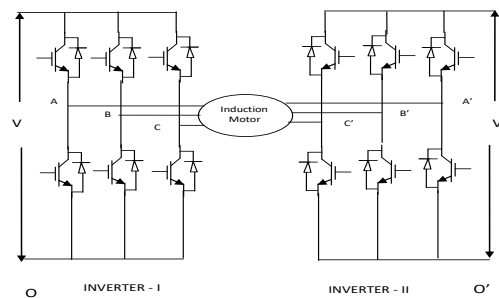 A
B
C
Induction
Motor
A'
B'
C'
V
V
O
INVERTER - I
INVERTER - II
O'